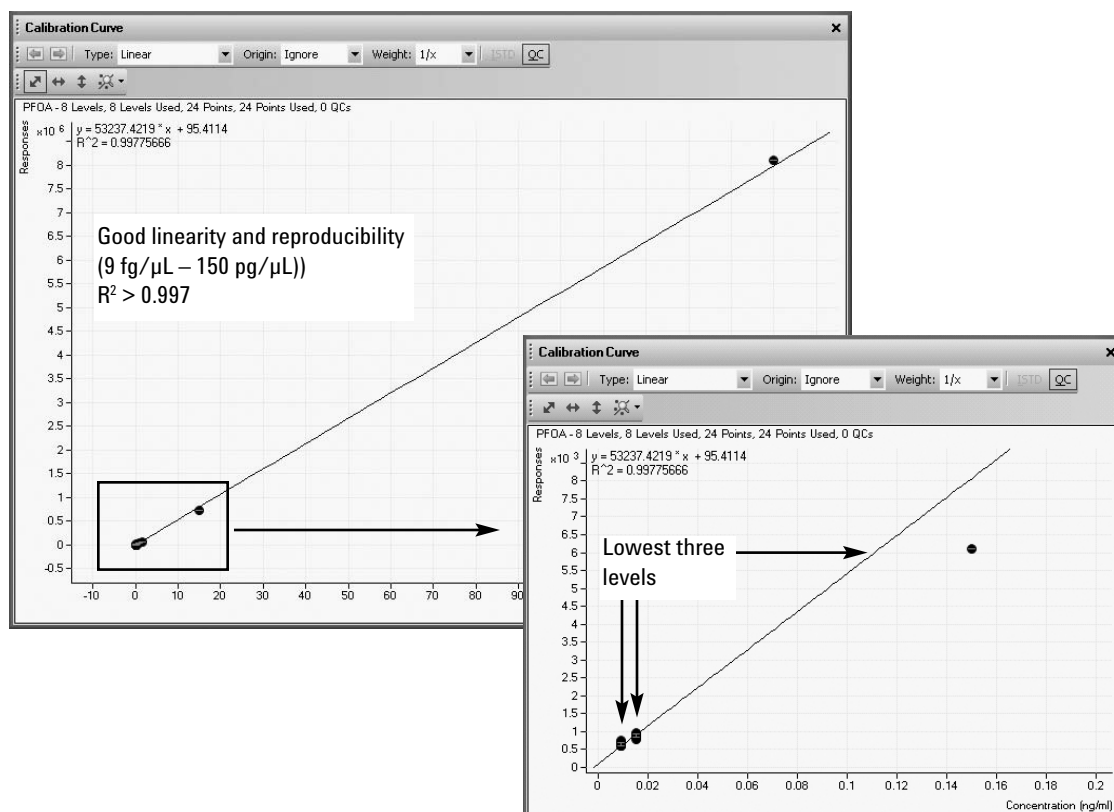 Calibration Curve
Type: Linear Origin: Ignore Weight: 1/x ISTD QC
PFOA - 8 Levels, 8 Levels Used, 24 Points, 24 Points Used, 0 QCs
Responses
x10 6
y = 53237.4219 * x + 95.4114
R^2 = 0.99775666
8
7.5
7
6.5
6
5.5
5
4.5
4
3.5
3
2.5
2
1.5
1
0.5
0
-0.5
Good linearity and reproducibility
(9 fg/µL – 150 pg/µL))
R² > 0.997
-10 0 10 20 30 40 50 60 70 80 90
Calibration Curve
Type: Linear Origin: Ignore Weight: 1/x ISTD QC
PFOA - 8 Levels, 8 Levels Used, 24 Points, 24 Points Used, 0 QCs
Responses
x10 3
y = 53237.4219 * x + 95.4114
R^2 = 0.99775666
8
7.5
7
6.5
6
5.5
5
4.5
4
3.5
3
2.5
2
1.5
1
0.5
0
Lowest three
levels
0 0.02 0.04 0.06 0.08 0.1 0.12 0.14 0.16 0.18 0.2
Concentration (ng/ml)